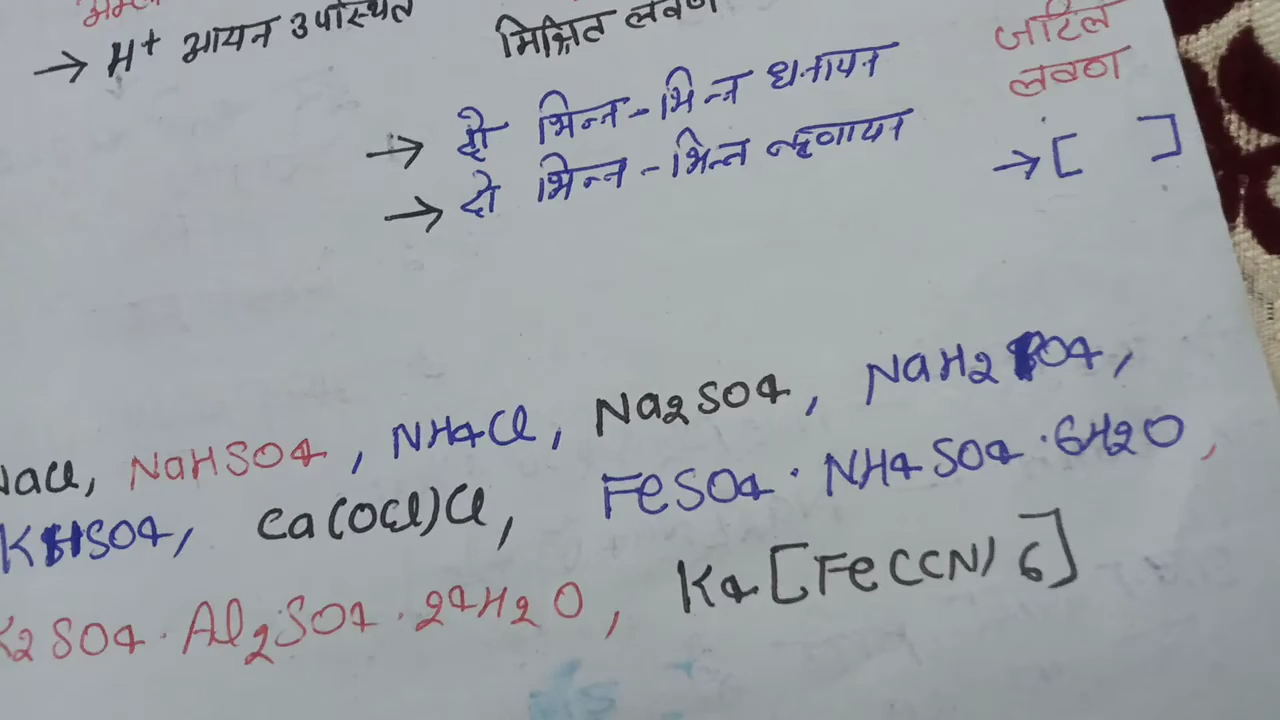 → H+ आयन उपस्थित
मिश्रित लवण
→ दो भिन्न-भिन्न धनायन
→ दो भिन्न-भिन्न ऋणायन
जटिल
लवण
→ [ ]
NaCl, NaHSO4, NH4Cl, Na2SO4, NaH2PO4,
KHSO4, Ca(OCl)Cl, FeSO4·NH4SO4·6H2O,
K2SO4·Al2SO4·24H2O, K4[Fe(CN)6]